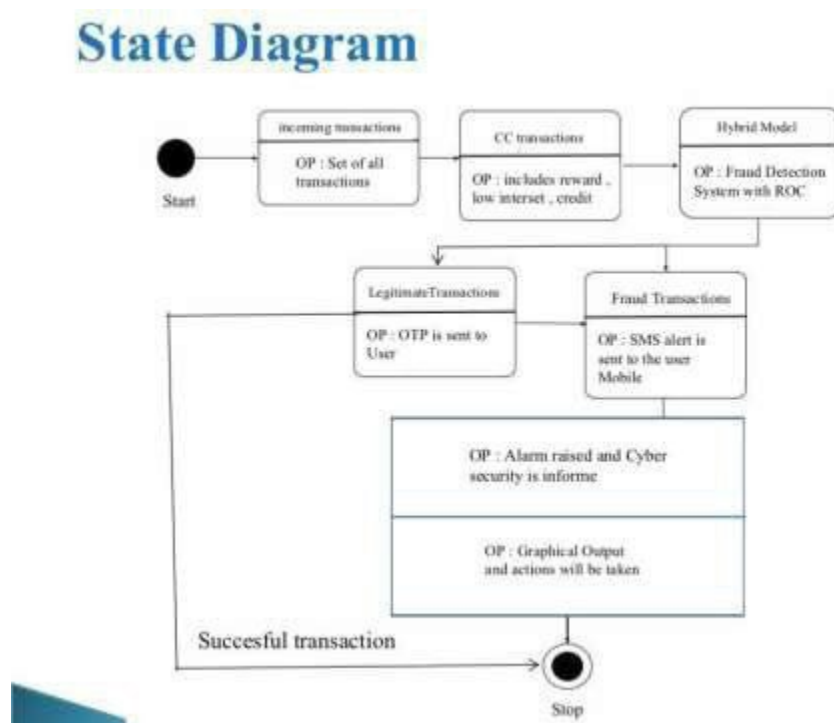 State Diagram
incoming transactions
OP : Set of all
transactions
CC transactions
OP : includes reward ,
low interset , credit
Hybrid Model
OP : Fraud Detection
System with ROC
Start
LegitimateTransactions
OP : OTP is sent to
User
Fraud Transactions
OP : SMS alert is
sent to the user
Mobile
OP : Alarm raised and Cyber
security is informe
OP : Graphical Output
and actions will be taken
Succesful transaction
Stop